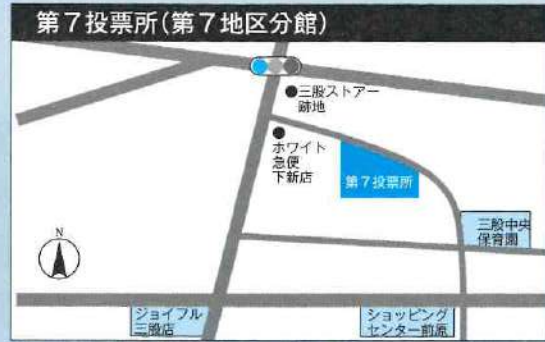 第７投票所(第７地区分館)
三股ストアー
跡地
ホワイト
急便
下新店
第７投票所
三股中央
保育園
N
ジョイフル
三股店
ショッピング
センター前原